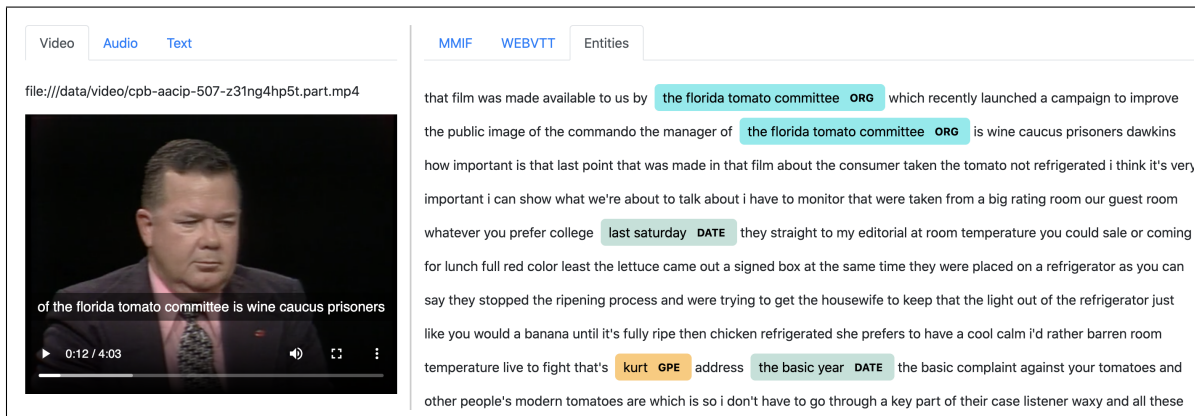 Video Audio Text
file:///data/video/cpb-aacip-507-z31ng4hp5t.part.mp4
of the florida tomato committee is wine caucus prisoners
0:12 / 4:03
MMIF WEBVTT Entities
that film was made available to us by the florida tomato committee ORG which recently launched a campaign to improve
the public image of the commando the manager of the florida tomato committee ORG is wine caucus prisoners dawkins
how important is that last point that was made in that film about the consumer taken the tomato not refrigerated i think it's very
important i can show what we're about to talk about i have to monitor that were taken from a big rating room our guest room
whatever you prefer college last saturday DATE they straight to my editorial at room temperature you could sale or coming
for lunch full red color least the lettuce came out a signed box at the same time they were placed on a refrigerator as you can
say they stopped the ripening process and were trying to get the housewife to keep that the light out of the refrigerator just
like you would a banana until it's fully ripe then chicken refrigerated she prefers to have a cool calm i'd rather barren room
temperature live to fight that's kurt GPE address the basic year DATE the basic complaint against your tomatoes and
other people's modern tomatoes are which is so i don't have to go through a key part of their case listener waxy and all these